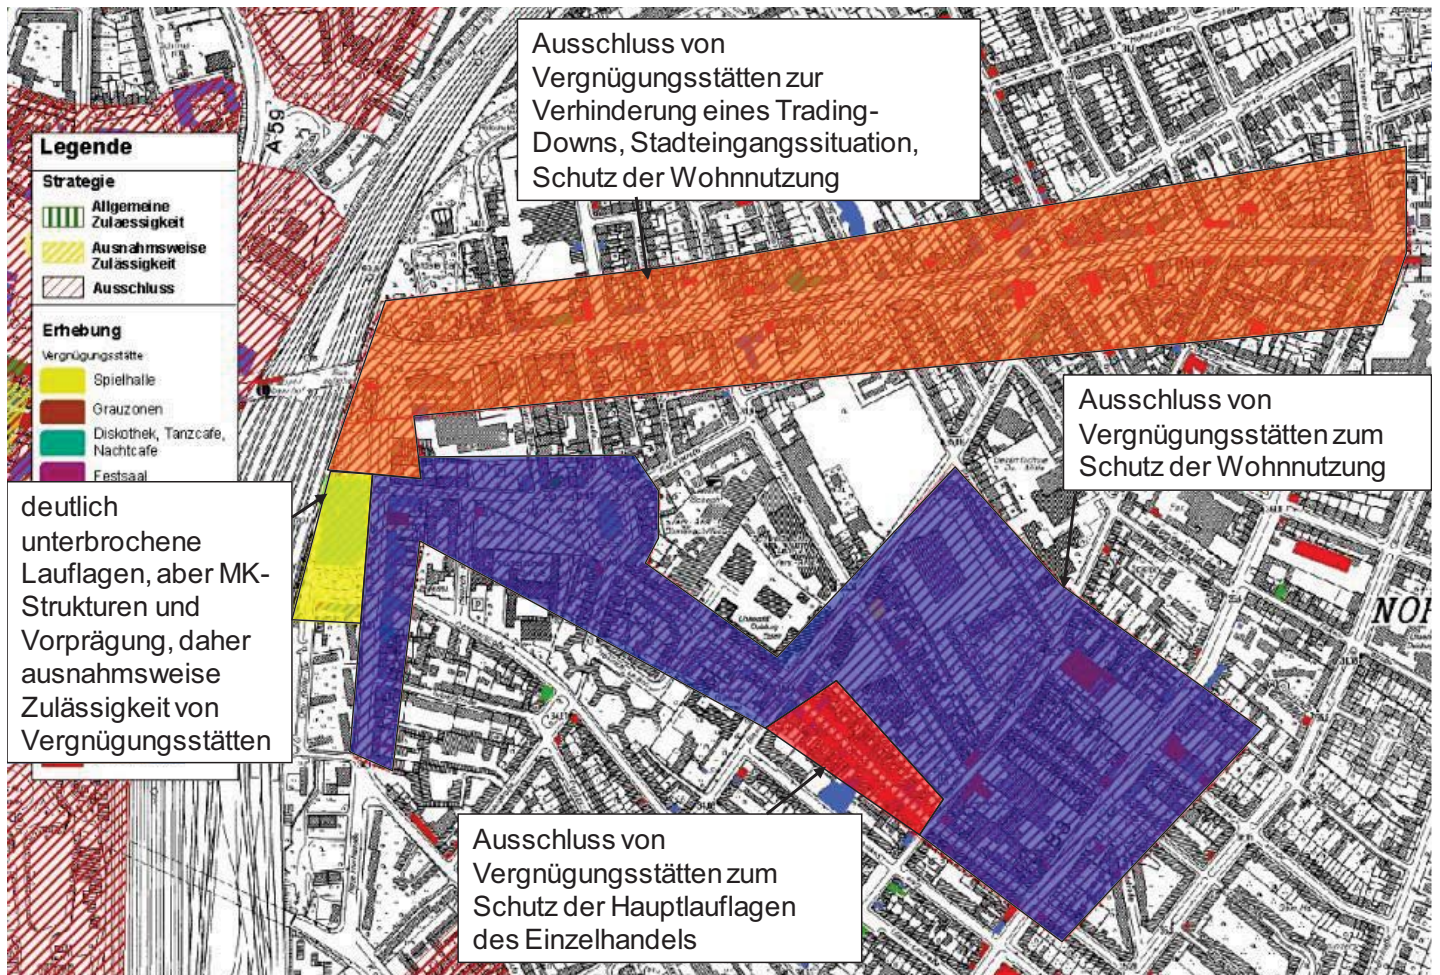 Ausschluss von
Vergnügungsstätten zur
Verhinderung eines Trading-
Downs, Stadteingangssituation,
Schutz der Wohnnutzung
A-59
Legende
Strategie
Allgemeine
Zulaessigkeit
Ausnahmsweise
Zulässigkeit
Ausschluss
Erhebung
Vergnügungsstätte
Spielhalle
Grauzonen
Diskothek, Tanzcafe,
Nachtcafe
Festsaal
Ausschluss von
Vergnügungsstätten zum
Schutz der Wohnnutzung
deutlich
unterbrochene
Lauflagen, aber MK-
Strukturen und
Vorprägung, daher
ausnahmsweise
Zulässigkeit von
Vergnügungsstätten
Ausschluss von
Vergnügungsstätten zum
Schutz der Hauptlauflagen
des Einzelhandels